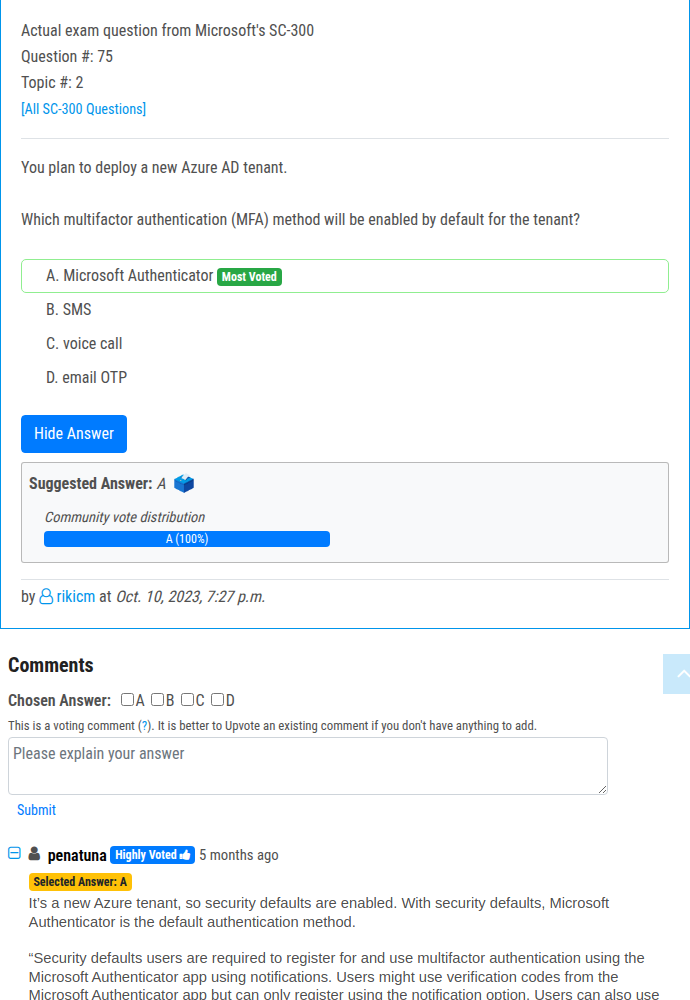 Actual exam question from Microsoft's SC-300
Question #: 75
Topic #: 2
[All SC-300 Questions]
You plan to deploy a new Azure AD tenant.
Which multifactor authentication (MFA) method will be enabled by default for the tenant?
A. Microsoft Authenticator Most Voted
B. SMS
C. voice call
D. email OTP
Hide Answer
Suggested Answer: A
Community vote distribution
A (100%)
by rikicm at Oct. 10, 2023, 7:27 p.m.
Comments
Chosen Answer: A B C D
This is a voting comment (?). It is better to Upvote an existing comment if you don't have anything to add.
Please explain your answer
Submit
penatuna Highly Voted 5 months ago
Selected Answer: A
It's a new Azure tenant, so security defaults are enabled. With security defaults, Microsoft
Authenticator is the default authentication method.
“Security defaults users are required to register for and use multifactor authentication using the
Microsoft Authenticator app using notifications. Users might use verification codes from the
Microsoft Authenticator app but can only register using the notification option. Users can also use